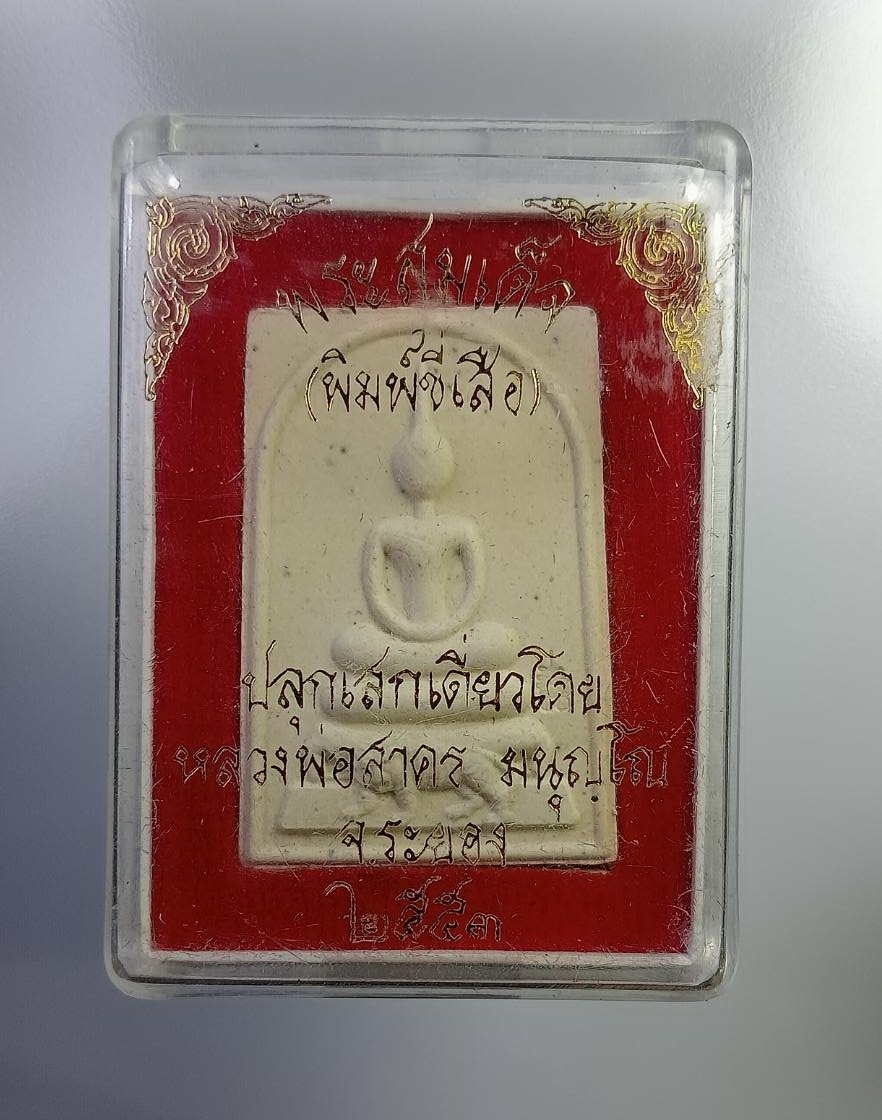 พระสมเด็จ
(พิมพ์ขี่เสือ)
ปลุกเสกเดี่ยวโดย
หลวงพ่อสาคร มนุญฺโญ
จ.ระยอง
๒๕๕๓